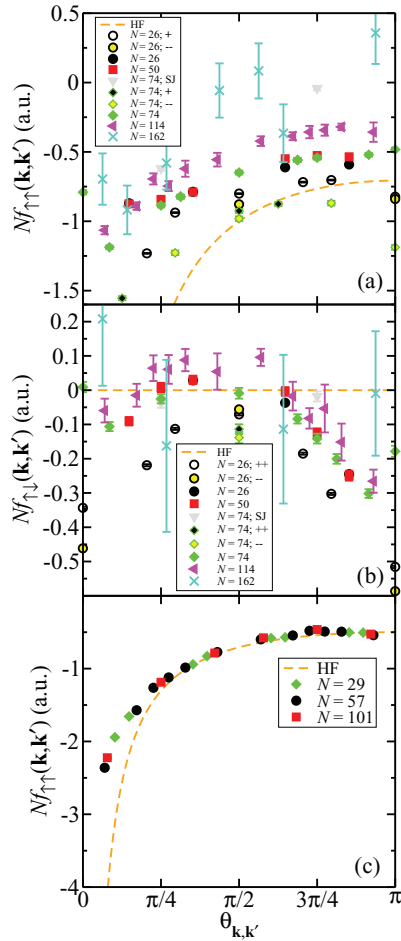 0.5
0
-0.5
-1
-1.5
Nf↑↑(k,k′) (a.u.)
HF
N = 26; +
N = 26; --
N = 26
N = 50
N = 74; SJ
N = 74; +
N = 74; --
N = 74
N = 114
N = 162
(a)
0.2
0.1
0
-0.1
-0.2
-0.3
-0.4
-0.5
Nf↑↓(k,k′) (a.u.)
HF
N = 26; ++
N = 26; --
N = 26
N = 50
N = 74; SJ
N = 74; ++
N = 74; --
N = 74
N = 114
N = 162
(b)
-1
-2
-3
-4
Nf↑↑(k,k′) (a.u.)
HF
N = 29
N = 57
N = 101
(c)
0 π/4 π/2 3π/4 π
θk,k′